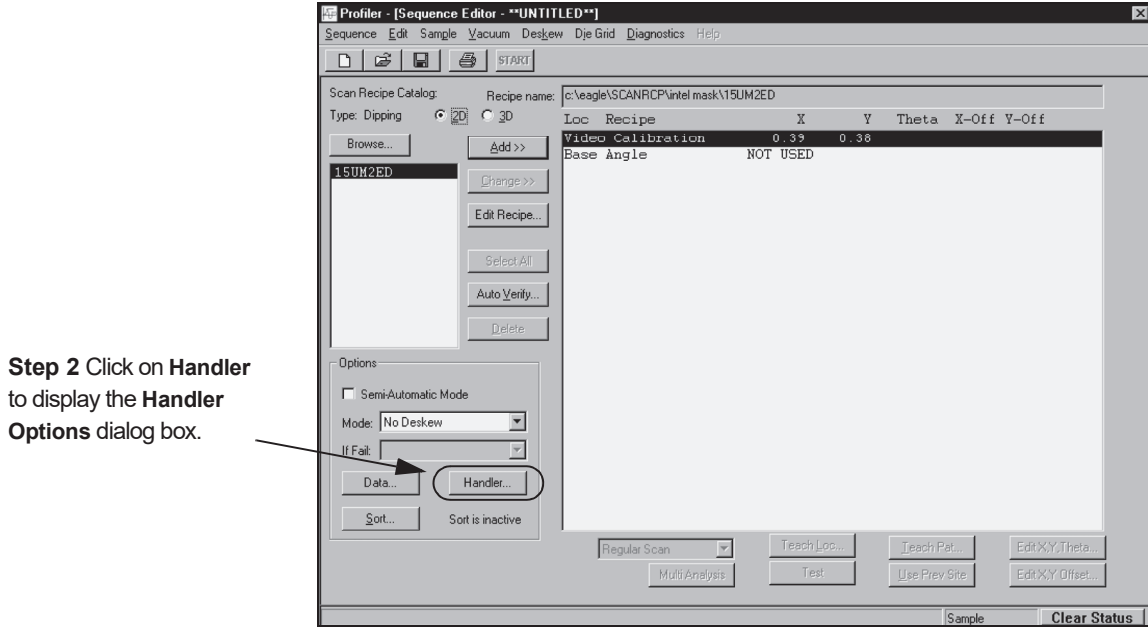 Profiler - [Sequence Editor - **UNTITLED**]
Sequence Edit Sample Vacuum Deskew Die Grid Diagnostics Help
START
Scan Recipe Catalog:
Recipe name: c:\eagle\SCANRCP\intel mask\15UM2ED
Type: Dipping 2D 3D
Loc Recipe X Y Theta X-Off Y-Off
Browse...
Add >>
Video Calibration 0.39 0.38
Base Angle NOT USED
15UM2ED
Change >>
Edit Recipe...
Select All
Auto Verify...
Delete
Step 2 Click on Handler
to display the Handler
Options dialog box.
Options
Semi-Automatic Mode
Mode: No Deskew
If Fail:
Data... Handler...
Sort... Sort is inactive
Regular Scan Teach Loc... Teach Pat... Edit X,Y,Theta...
Multi Analysis Test Use Prev Site Edit X,Y Offset...
Sample Clear Status